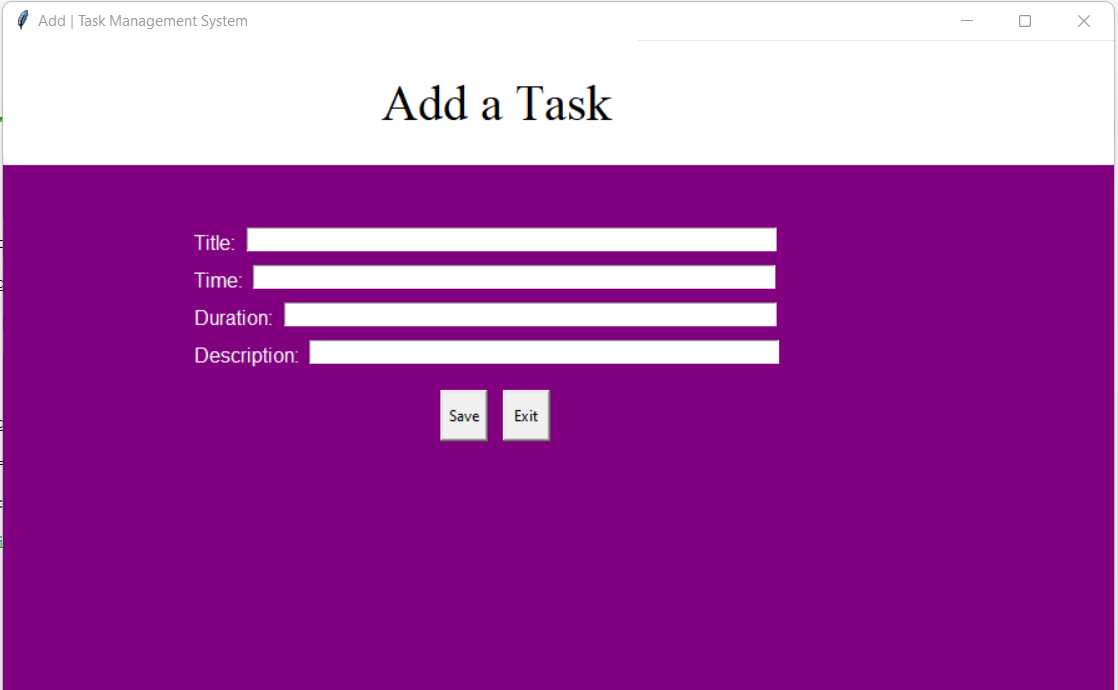 Add | Task Management System
Add a Task
Title:
Time:
Duration:
Description:
Save Exit